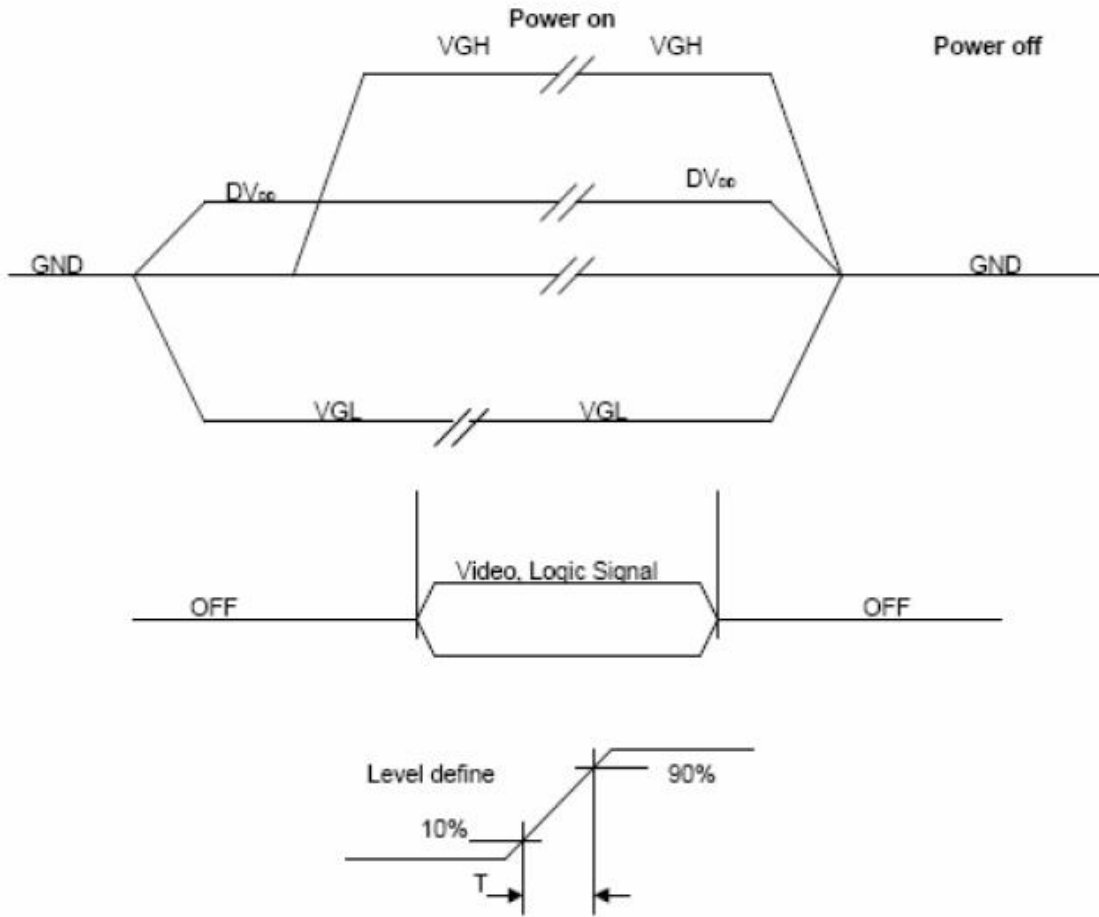 Power on
VGH VGH Power off
DVDD DVDD
GND GND
VGL VGL
Video, Logic Signal
OFF OFF
Level define 90%
10%
T